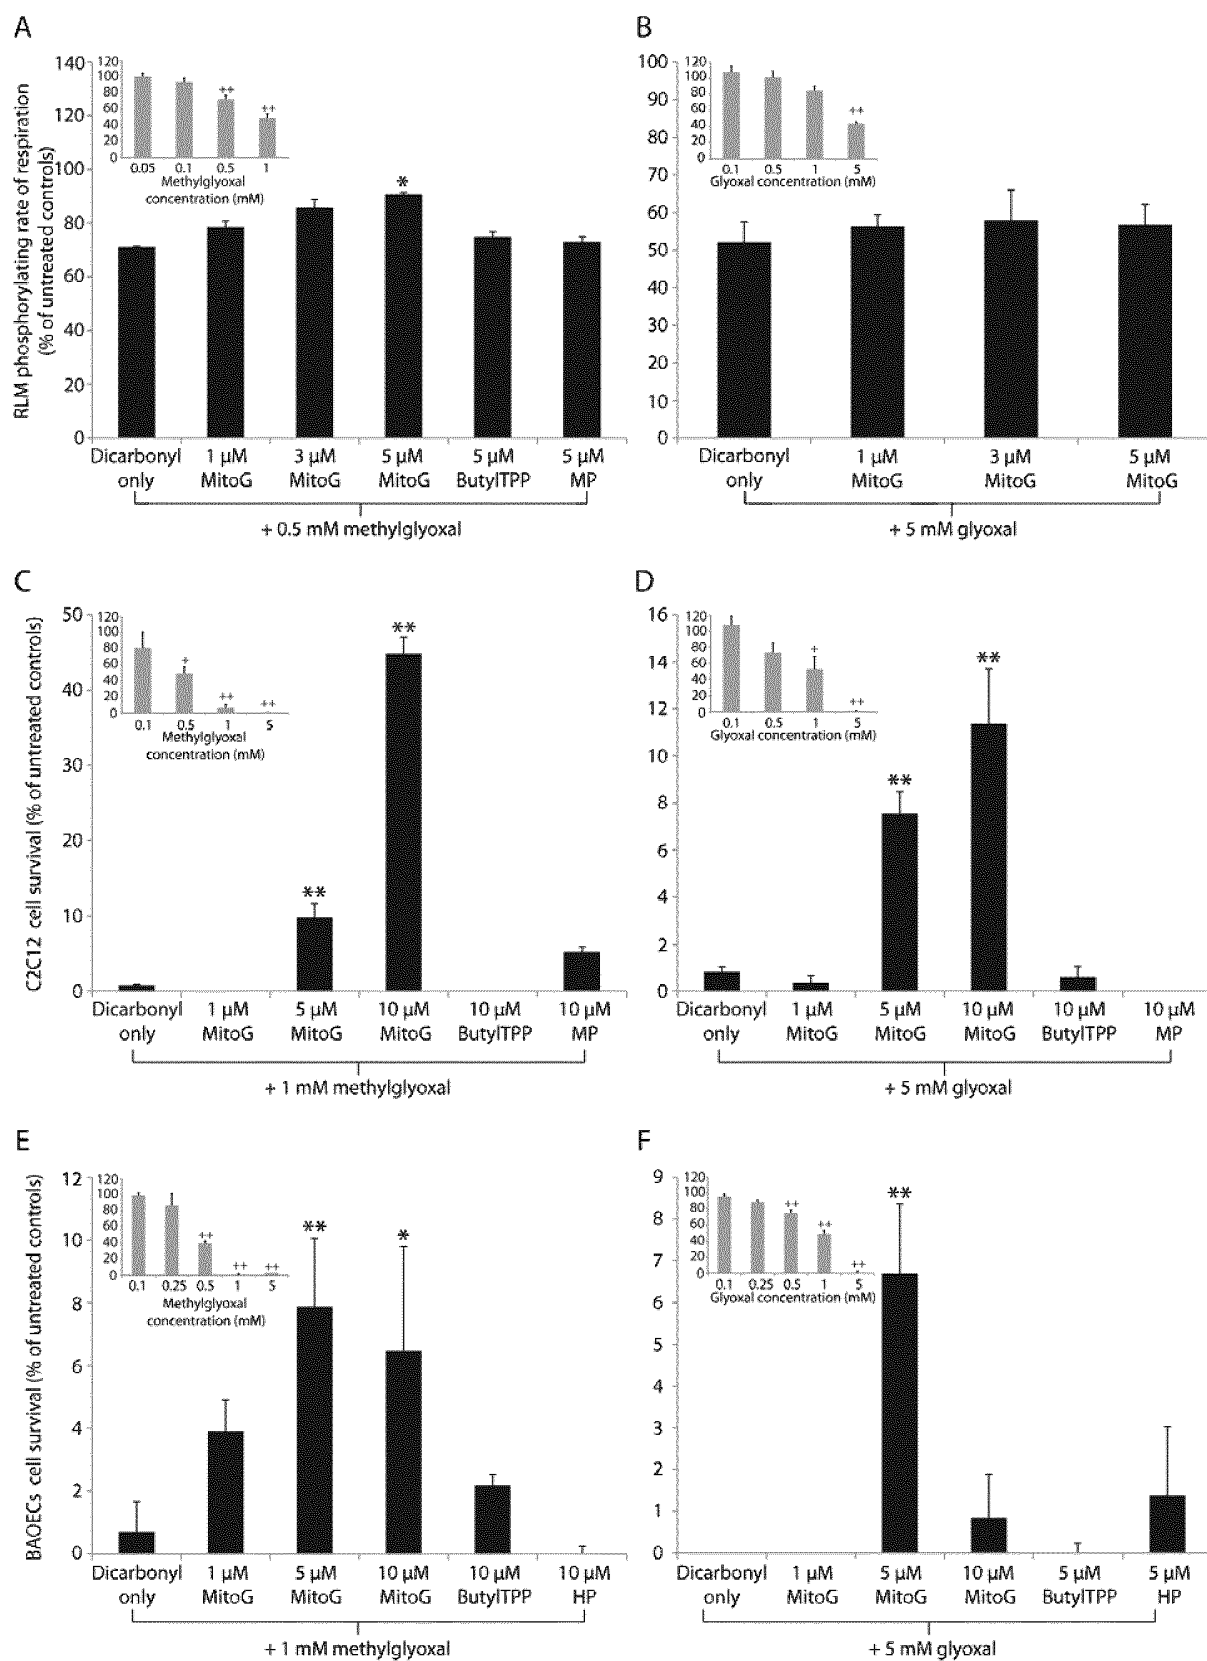 A
RLM phosphorylating rate of respiration
(% of untreated controls)
140
120
100
80
60
40
20
0
120
100
80
60
40
20
0
++
++
0.05 0.1 0.5 1
Methylglyoxal
concentration (mM)
*
Dicarbonyl only
1 µM MitoG
3 µM MitoG
5 µM MitoG
5 µM ButylTPP
5 µM MP
+ 0.5 mM methylglyoxal
B
100
90
80
70
60
50
40
30
20
10
0
120
100
80
60
40
20
0
++
0.1 0.5 1 5
Glyoxal concentration (mM)
Dicarbonyl only
1 µM MitoG
3 µM MitoG
5 µM MitoG
+ 5 mM glyoxal
C
C2C12 cell survival (% of untreated controls)
50
40
30
20
10
0
120
100
80
60
40
20
0
+
++
++
0.1 0.5 1 5
Methylglyoxal
concentration (mM)
**
**
Dicarbonyl only
1 µM MitoG
5 µM MitoG
10 µM MitoG
10 µM ButylTPP
10 µM MP
+ 1 mM methylglyoxal
D
16
14
12
10
8
6
4
2
0
120
100
80
60
40
20
0
+
++
0.1 0.5 1 5
Glyoxal concentration (mM)
**
**
Dicarbonyl only
1 µM MitoG
5 µM MitoG
10 µM MitoG
10 µM ButylTPP
10 µM MP
+ 5 mM glyoxal
E
BAOECs cell survival (% of untreated controls)
12
10
8
6
4
2
0
120
100
80
60
40
20
0
++
++
++
0.1 0.25 0.5 1 5
Methylglyoxal
concentration (mM)
**
*
Dicarbonyl only
1 µM MitoG
5 µM MitoG
10 µM MitoG
10 µM ButylTPP
10 µM HP
+ 1 mM methylglyoxal
F
9
8
7
6
5
4
3
2
1
0
120
100
80
60
40
20
0
++
++
++
0.1 0.25 0.5 1 5
Glyoxal concentration (mM)
**
Dicarbonyl only
1 µM MitoG
5 µM MitoG
10 µM MitoG
5 µM ButylTPP
5 µM HP
+ 5 mM glyoxal